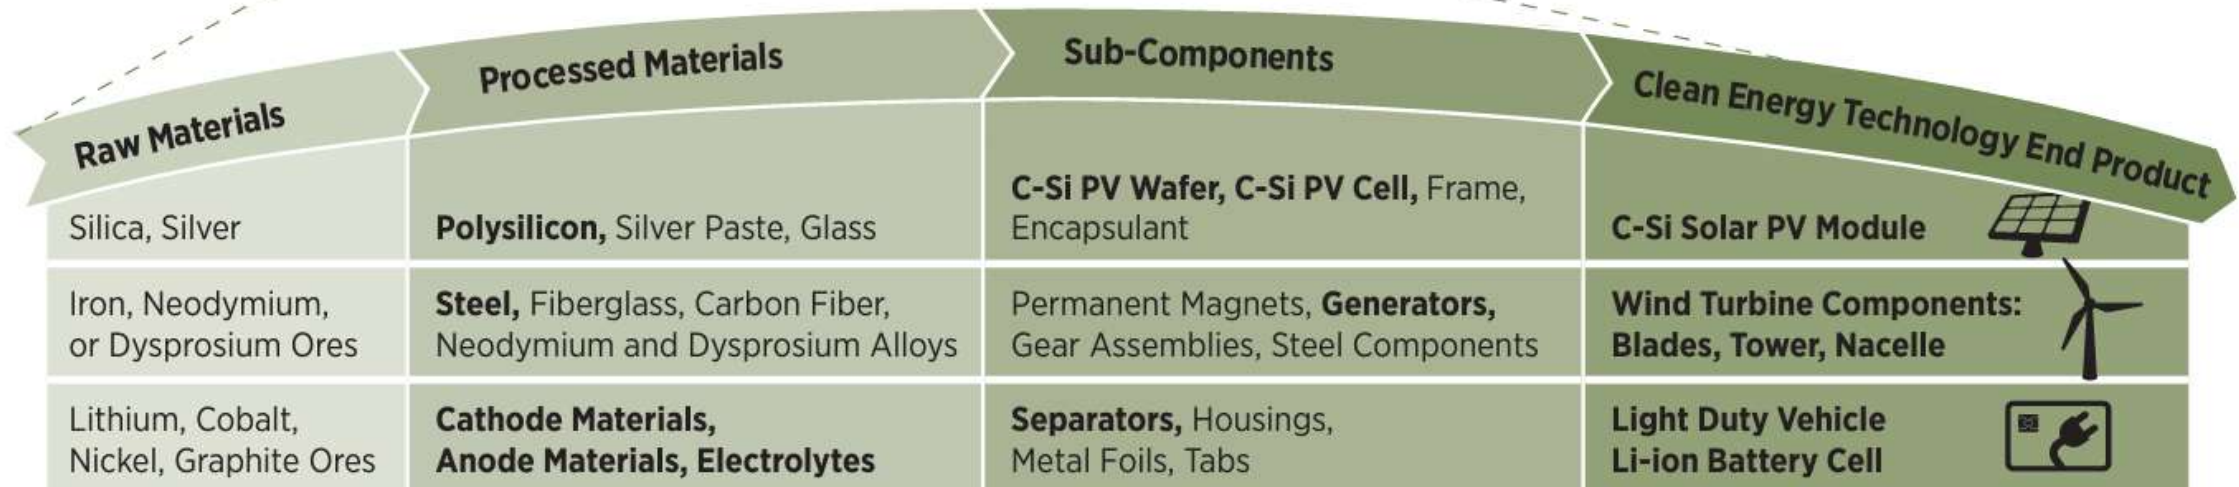 Raw Materials
Processed Materials
Sub-Components
Clean Energy Technology End Product
Silica, Silver
Polysilicon, Silver Paste, Glass
C-Si PV Wafer, C-Si PV Cell, Frame,
Encapsulant
C-Si Solar PV Module
Iron, Neodymium,
or Dysprosium Ores
Steel, Fiberglass, Carbon Fiber,
Neodymium and Dysprosium Alloys
Permanent Magnets, Generators,
Gear Assemblies, Steel Components
Wind Turbine Components:
Blades, Tower, Nacelle
Lithium, Cobalt,
Nickel, Graphite Ores
Cathode Materials,
Anode Materials, Electrolytes
Separators, Housings,
Metal Foils, Tabs
Light Duty Vehicle
Li-ion Battery Cell